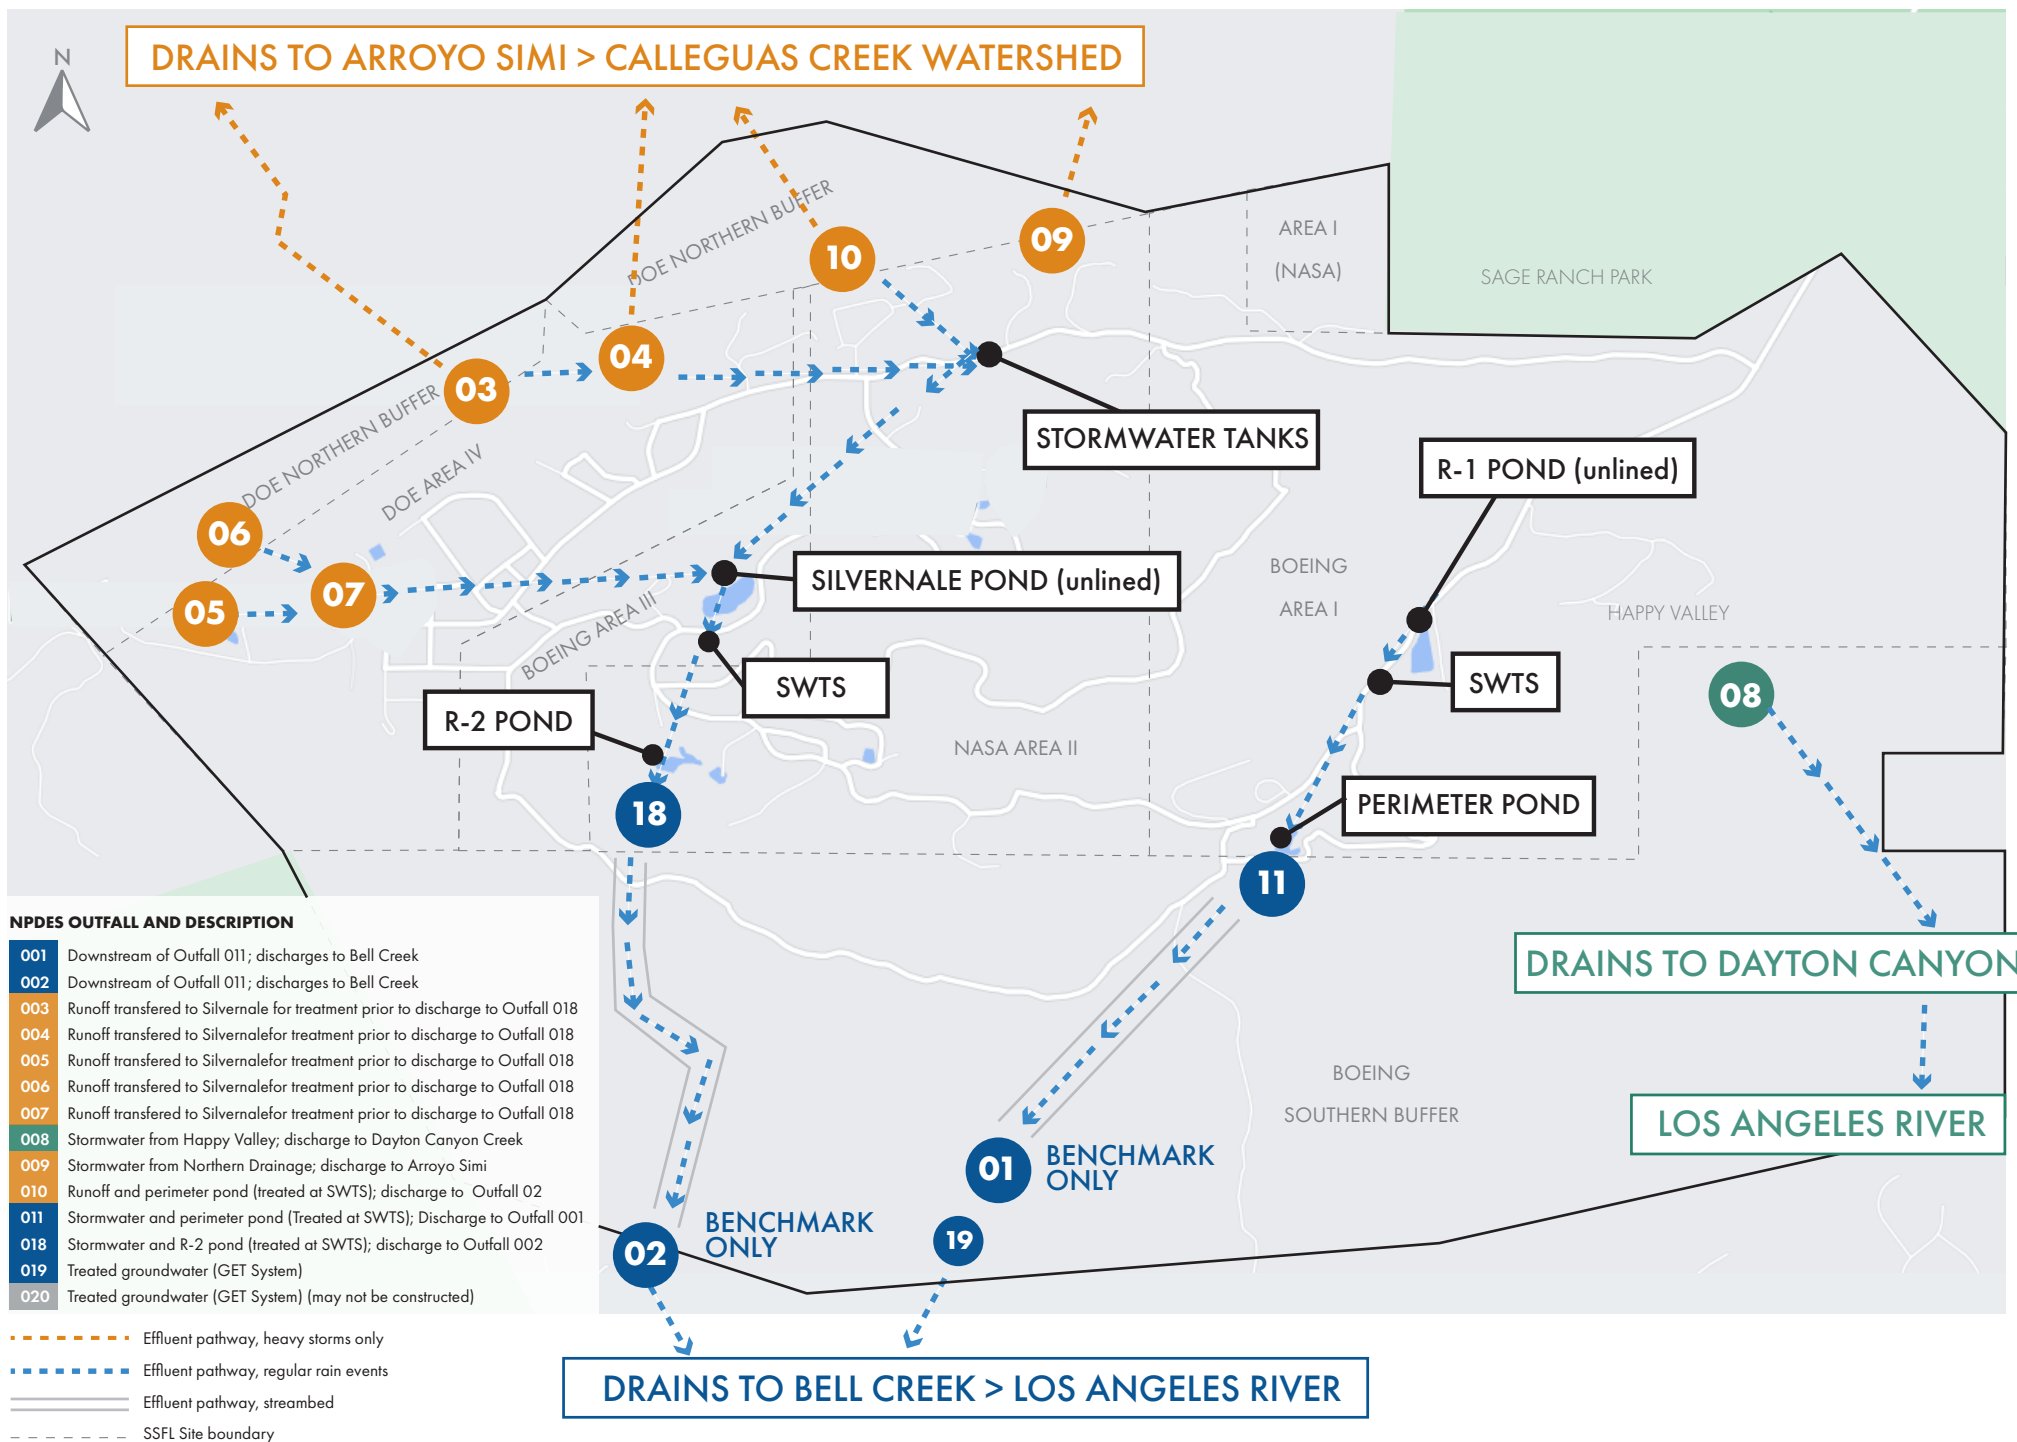 N
DRAINS TO ARROYO SIMI > CALLEGUAS CREEK WATERSHED
DOE NORTHERN BUFFER
10
09
AREA I
(NASA)
SAGE RANCH PARK
03
04
STORMWATER TANKS
R-1 POND (unlined)
DOE NORTHERN BUFFER
DOE AREA IV
06
05
07
SILVERNALE POND (unlined)
BOEING
AREA I
HAPPY VALLEY
BOEING AREA III
SWTS
SWTS
08
R-2 POND
NASA AREA II
18
PERIMETER POND
11
DRAINS TO DAYTON CANYON
BOEING
SOUTHERN BUFFER
LOS ANGELES RIVER
01
BENCHMARK
ONLY
19
02
BENCHMARK
ONLY
DRAINS TO BELL CREEK > LOS ANGELES RIVER
NPDES OUTFALL AND DESCRIPTION
001 Downstream of Outfall 011; discharges to Bell Creek
002 Downstream of Outfall 011; discharges to Bell Creek
003 Runoff transfered to Silvernale for treatment prior to discharge to Outfall 018
004 Runoff transfered to Silvernalefor treatment prior to discharge to Outfall 018
005 Runoff transfered to Silvernalefor treatment prior to discharge to Outfall 018
006 Runoff transfered to Silvernalefor treatment prior to discharge to Outfall 018
007 Runoff transfered to Silvernalefor treatment prior to discharge to Outfall 018
008 Stormwater from Happy Valley; discharge to Dayton Canyon Creek
009 Stormwater from Northern Drainage; discharge to Arroyo Simi
010 Runoff and perimeter pond (treated at SWTS); discharge to Outfall 02
011 Stormwater and perimeter pond (Treated at SWTS); Discharge to Outfall 001
018 Stormwater and R-2 pond (treated at SWTS); discharge to Outfall 002
019 Treated groundwater (GET System)
020 Treated groundwater (GET System) (may not be constructed)
Effluent pathway, heavy storms only
Effluent pathway, regular rain events
Effluent pathway, streambed
SSFL Site boundary